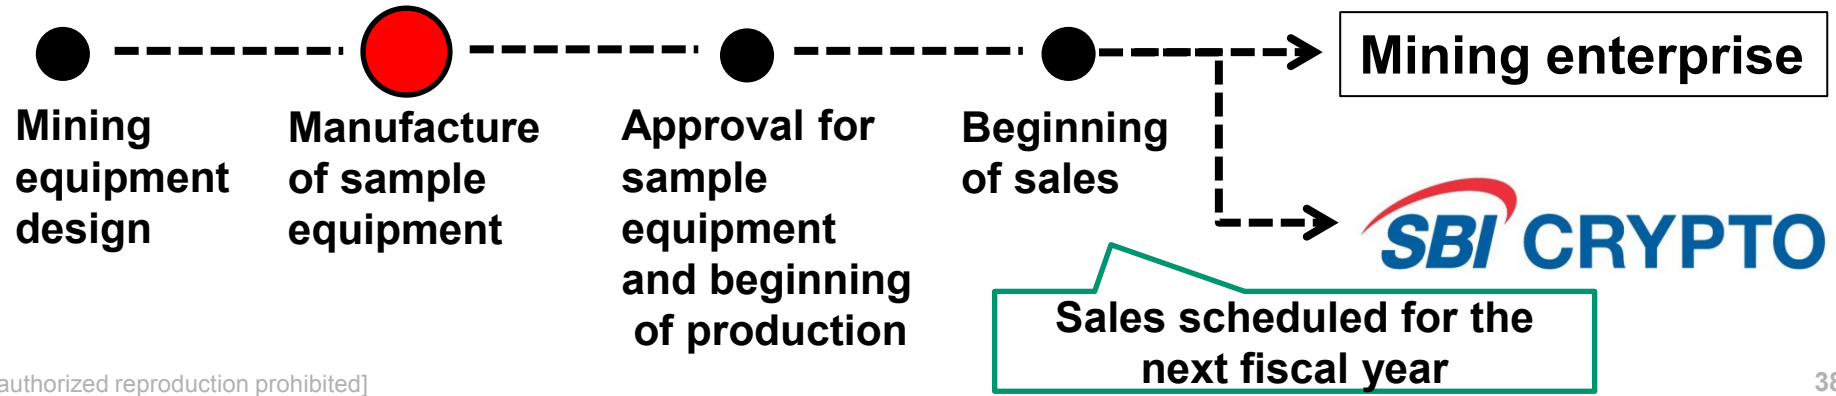 Mining
equipment
design
Manufacture
of sample
equipment
Approval for
sample
equipment
and beginning
of production
Beginning
of sales
Mining enterprise
SBI CRYPTO
Sales scheduled for the
next fiscal year
authorized reproduction prohibited]
38